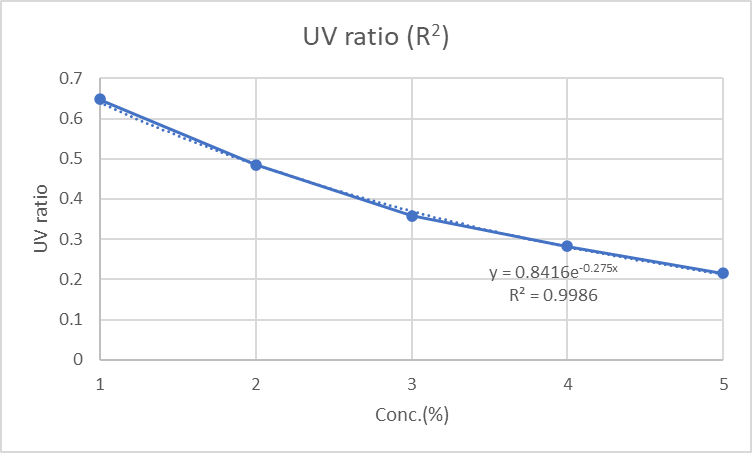 UV ratio (R²)
0.7
0.6
0.5
0.4
0.3
0.2
0.1
0
UV ratio
y = 0.8416e⁻⁰·²⁷⁵ˣ
R² = 0.9986
1 2 3 4 5
Conc.(%)